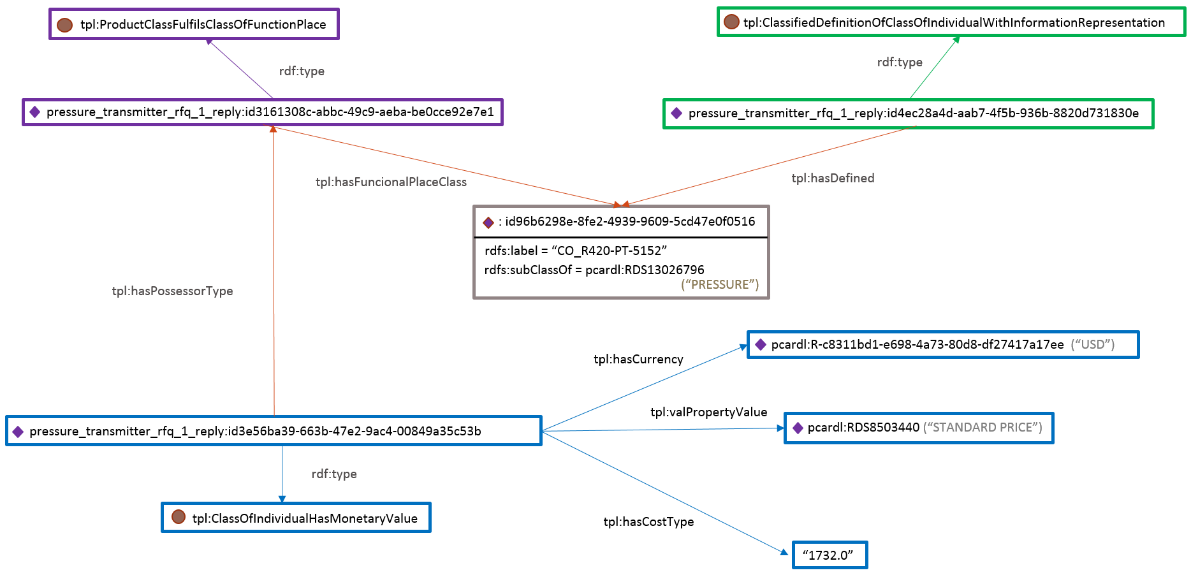 tpl:ProductClassFulfilsClassOfFunctionPlace
tpl:ClassifiedDefinitionOfClassOfIndividualWithInformationRepresentation
rdf:type
rdf:type
pressure_transmitter_rfq_1_reply:id3161308c-abbc-49c9-aeba-be0cce92e7e1
pressure_transmitter_rfq_1_reply:id4ec28a4d-aab7-4f5b-936b-8820d731830e
tpl:hasFuncionalPlaceClass
tpl:hasDefined
: id96b6298e-8fe2-4939-9609-5cd47e0f0516
rdfs:label = “CO_R420-PT-5152”
rdfs:subClassOf = pcardl:RDS13026796
(“PRESSURE”)
tpl:hasPossessorType
tpl:hasCurrency
pcardl:R-c8311bd1-e698-4a73-80d8-df27417a17ee (“USD”)
tpl:valPropertyValue
pcardl:RDS8503440 (“STANDARD PRICE”)
pressure_transmitter_rfq_1_reply:id3e56ba39-663b-47e2-9ac4-00849a35c53b
rdf:type
tpl:ClassOfIndividualHasMonetaryValue
tpl:hasCostType
“1732.0”